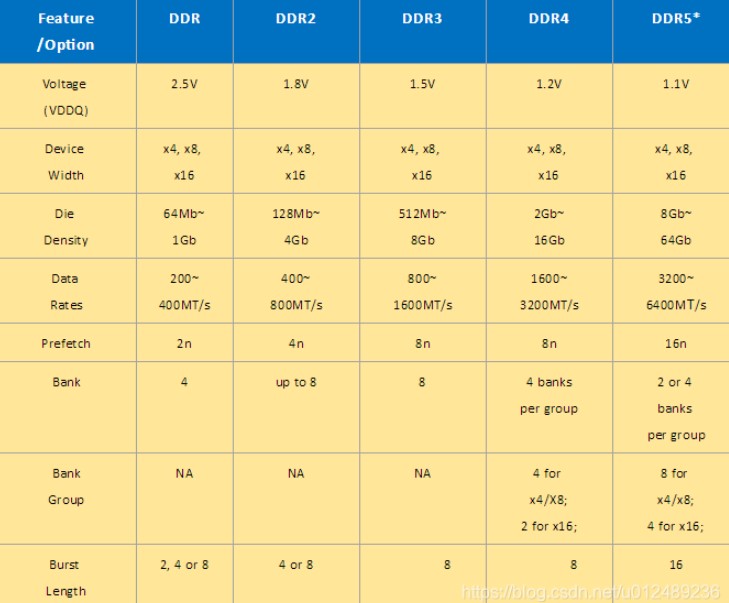 Feature DDR DDR2 DDR3 DDR4 DDR5*
/Option
Voltage 2.5V 1.8V 1.5V 1.2V 1.1V
(VDDQ)
Device x4, x8, x4, x8, x4, x8, x4, x8, x4, x8,
Width x16 x16 x16 x16 x16
Die 64Mb~ 128Mb~ 512Mb~ 2Gb~ 8Gb~
Density 1Gb 4Gb 8Gb 16Gb 64Gb
Data 200~ 400~ 800~ 1600~ 3200~
Rates 400MT/s 800MT/s 1600MT/s 3200MT/s 6400MT/s
Prefetch 2n 4n 8n 8n 16n
Bank 4 up to 8 8 4 banks 2 or 4
per group banks
per group
Bank NA NA NA 4 for 8 for
Group x4/X8; x4/x8;
2 for x16; 4 for x16;
Burst 2, 4 or 8 4 or 8 8 8 16
Length
https://blog.csdn.net/u012489236